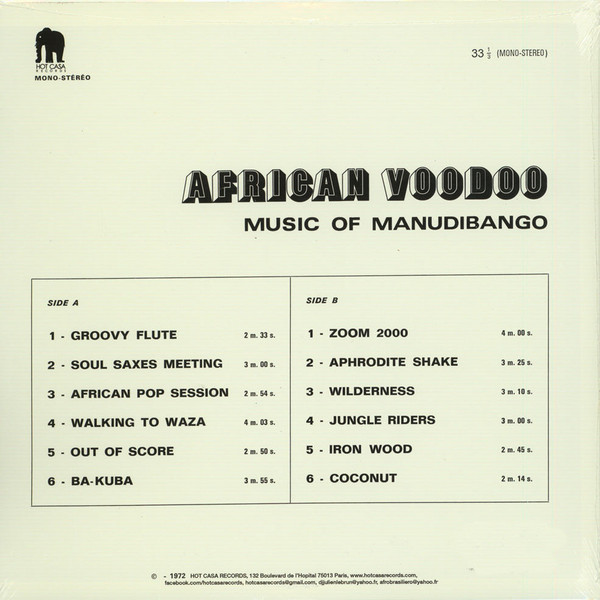 HOT CASA
RECORDS
MONO-STÉRÉO
33 1/3 (MONO-STEREO)
AFRICAN VOODOO
MUSIC OF MANUDIBANGO
SIDE A
1 - GROOVY FLUTE 2 m. 33 s.
2 - SOUL SAXES MEETING 3 m. 00 s.
3 - AFRICAN POP SESSION 2 m. 54 s.
4 - WALKING TO WAZA 4 m. 03 s.
5 - OUT OF SCORE 2 m. 50 s.
6 - BA-KUBA 3 m. 55 s.
SIDE B
1 - ZOOM 2000 4 m. 00 s.
2 - APHRODITE SHAKE 3 m. 25 s.
3 - WILDERNESS 3 m. 10 s.
4 - JUNGLE RIDERS 3 m. 00 s.
5 - IRON WOOD 2 m. 45 s.
6 - COCONUT 2 m. 14 s.
© - 1972 HOT CASA RECORDS, 132 Boulevard de l'Hopital 75013 Paris, www.hotcasarecords.com,
facebook.com/hotcasarecords, hotcasarecords@gmail.com, djjulienlebrun@yahoo.fr, afrobrasiliero@yahoo.fr